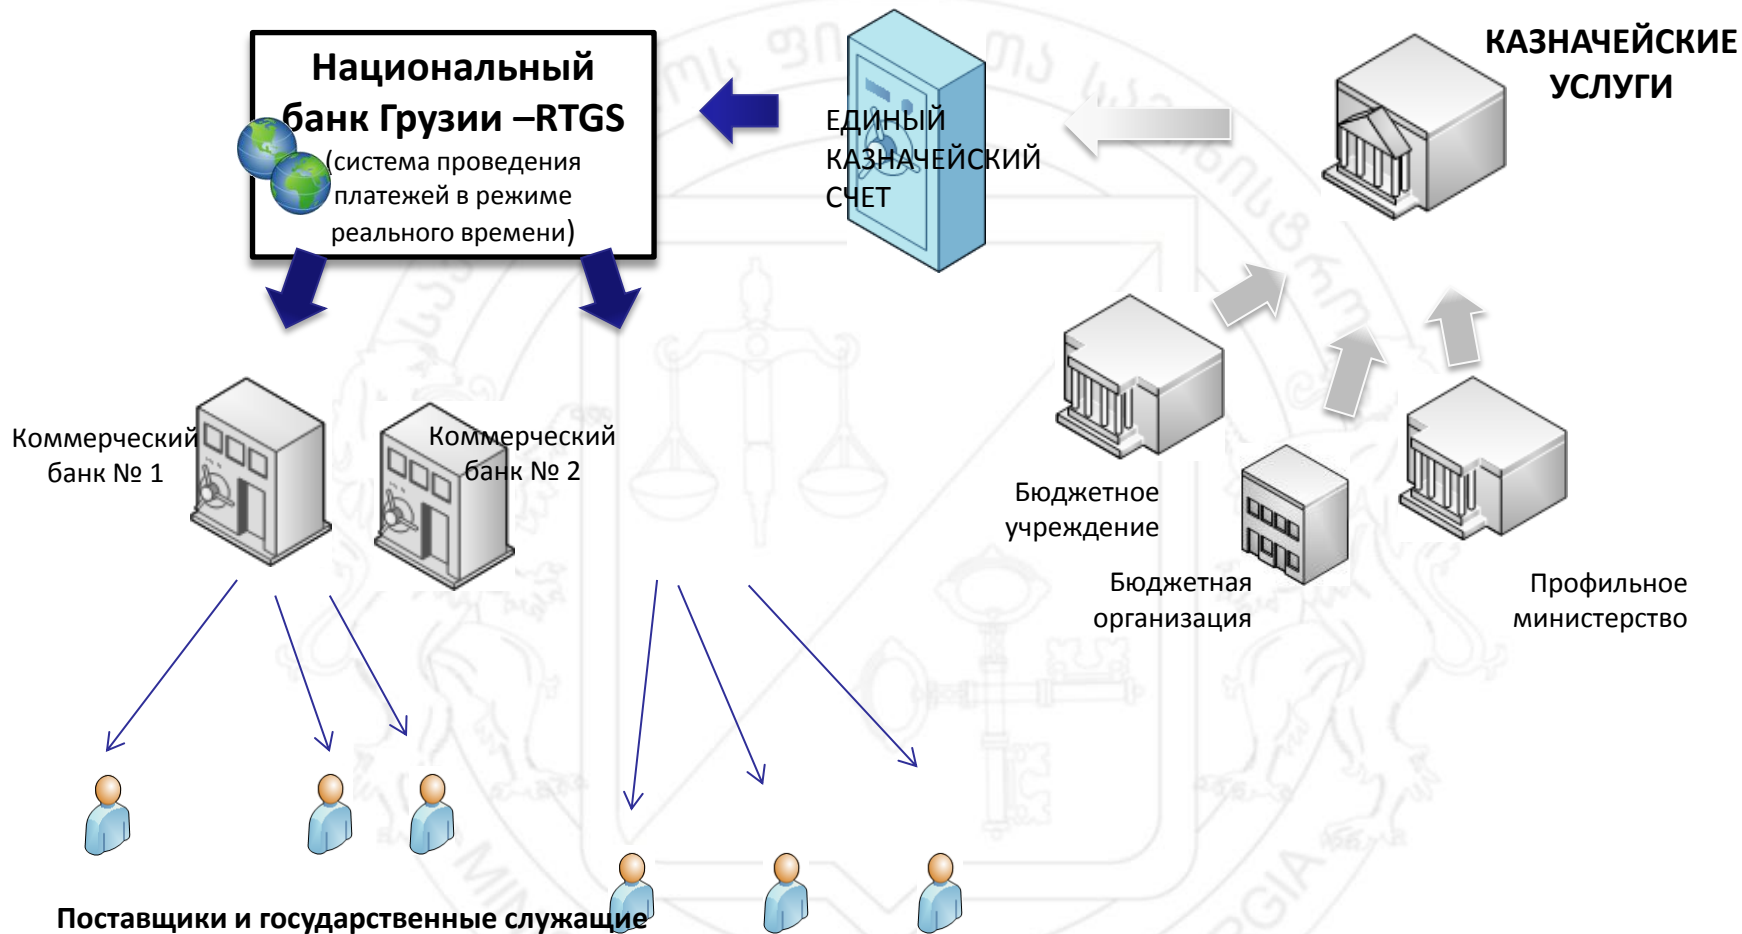 Национальный
банк Грузии –RTGS
(система проведения
платежей в режиме
реального времени)
ЕДИНЫЙ
КАЗНАЧЕЙСКИЙ
СЧЕТ
КАЗНАЧЕЙСКИЕ
УСЛУГИ
Коммерческий
банк № 1
Коммерческий
банк № 2
Бюджетное
учреждение
Бюджетная
организация
Профильное
министерство
Поставщики и государственные служащие